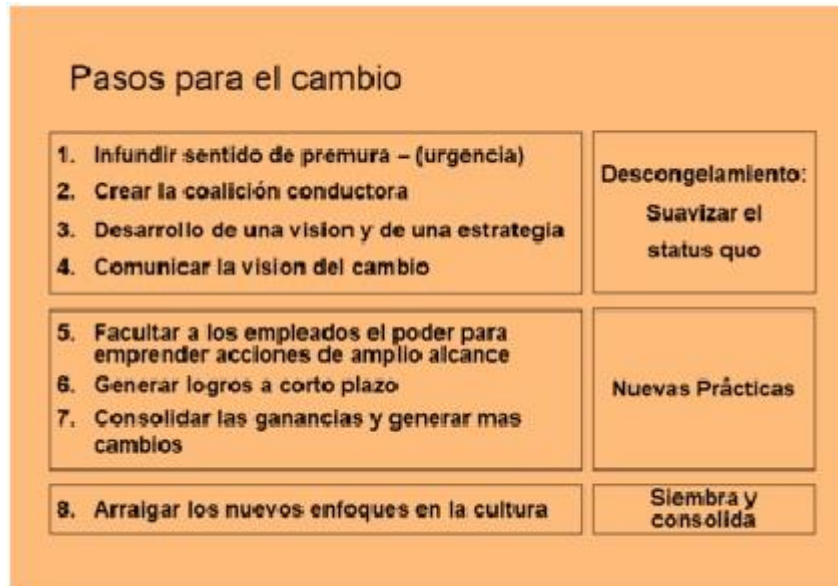 Pasos para el cambio
1. Infundir sentido de premura – (urgencia)
2. Crear la coalición conductora
3. Desarrollo de una vision y de una estrategia
4. Comunicar la vision del cambio
Descongelamiento:
Suavizar el
status quo
5. Facultar a los empleados el poder para
emprender acciones de amplio alcance
6. Generar logros a corto plazo
7. Consolidar las ganancias y generar mas
cambios
Nuevas Prácticas
8. Arraigar los nuevos enfoques en la cultura
Siembra y
consolida